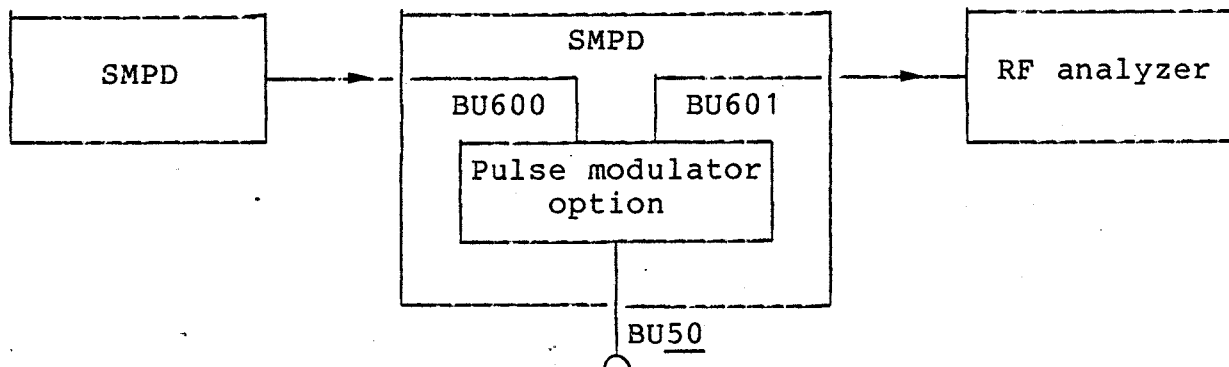 SMPD
SMPD
RF analyzer
BU600
BU601
Pulse modulator
option
BU50